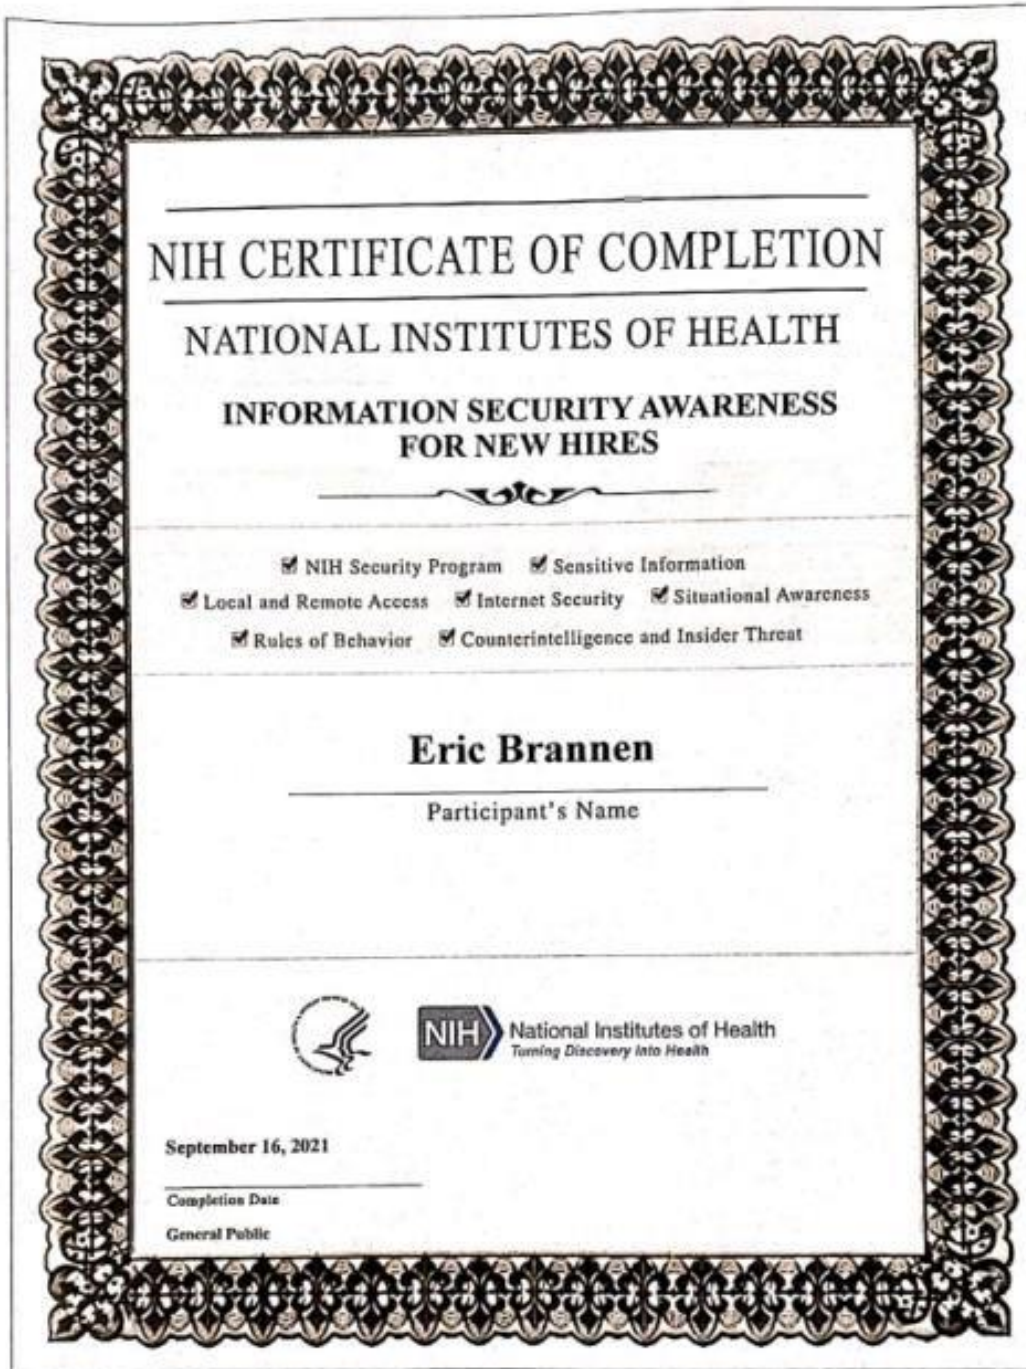 NIH CERTIFICATE OF COMPLETION
NATIONAL INSTITUTES OF HEALTH
INFORMATION SECURITY AWARENESS
FOR NEW HIRES
NIH Security Program Sensitive Information
Local and Remote Access Internet Security Situational Awareness
Rules of Behavior Counterintelligence and Insider Threat
Eric Brannen
Participant's Name
NIH National Institutes of Health
Turning Discovery Into Health
September 16, 2021
Completion Date
General Public